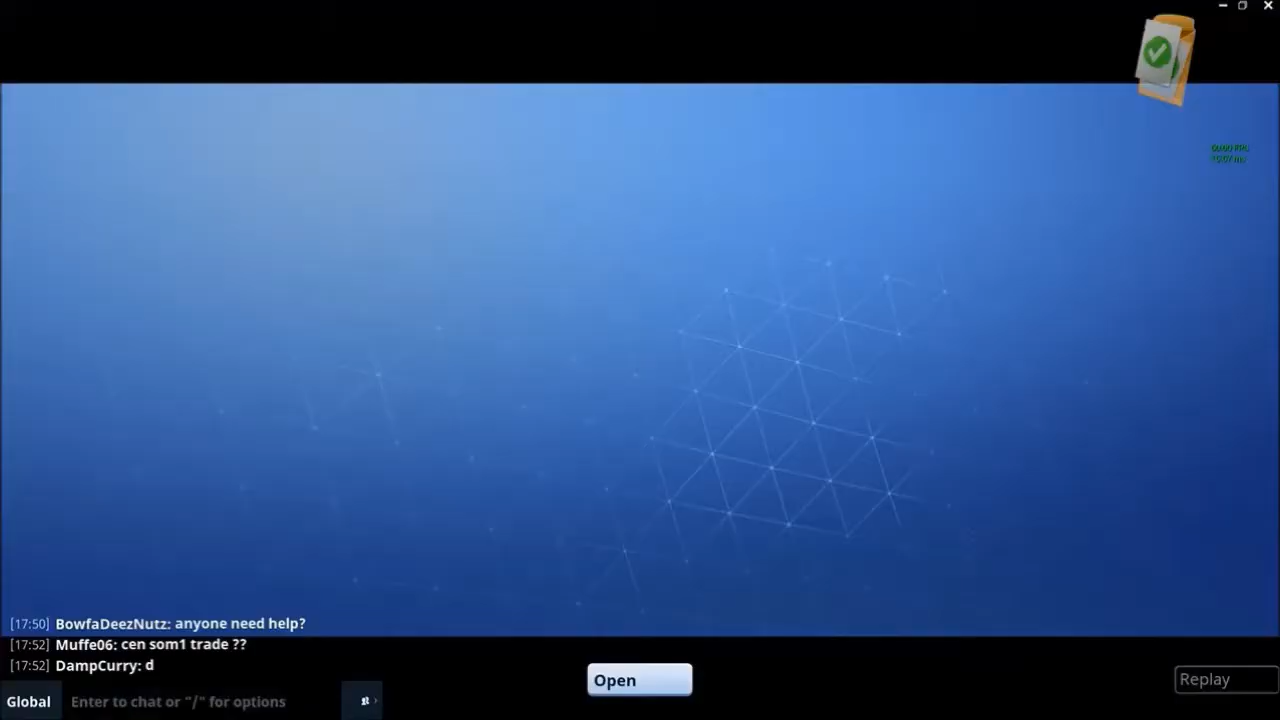 [17:50] BowfaDeezNutz: anyone need help?
[17:52] Muffe06: cen som1 trade ??
[17:52] DampCurry: d
Open
Replay
Global Enter to chat or "/" for options